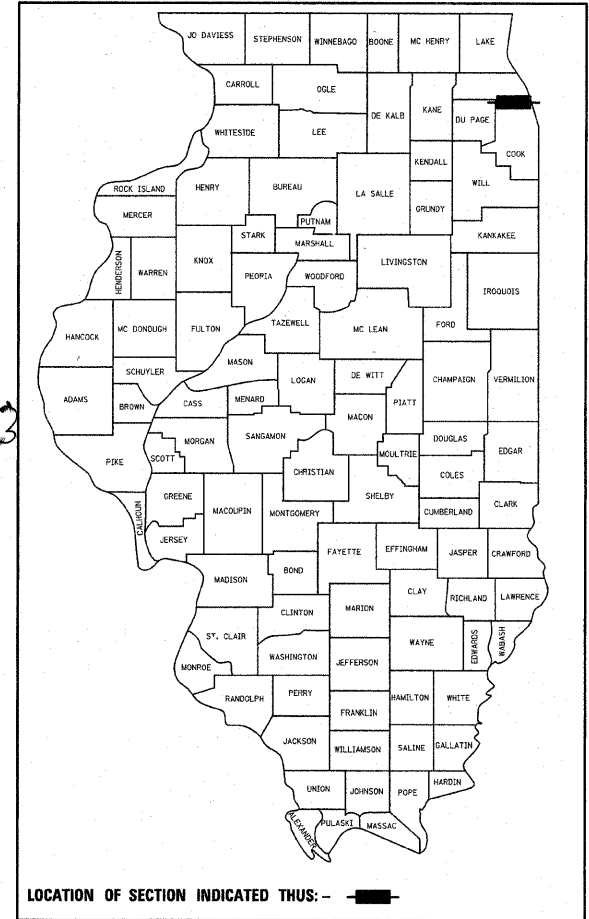 JO DAVIESS STEPHENSON WINNEBAGO BOONE MC HENRY LAKE
CARROLL OGLE
DE KALB KANE DU PAGE COOK
WHITESIDE LEE
KENDALL WILL
ROCK ISLAND HENRY BUREAU LA SALLE GRUNDY
MERCER PUTNAM
STARK MARSHALL KANKAKEE
HENDERSON WARREN KNOX PEORIA WOODFORD LIVINGSTON IROQUOIS
HANCOCK MC DONOUGH FULTON TAZEWELL MC LEAN FORD
MASON
SCHUYLER LOGAN DE WITT CHAMPAIGN VERMILION
ADAMS BROWN CASS MENARD MACON PIATT
3
MORGAN SANGAMON DOUGLAS EDGAR
PIKE SCOTT CHRISTIAN MOULTRIE COLES
GREENE MACOUPIN MONTGOMERY SHELBY CUMBERLAND CLARK
CALHOUN JERSEY
FAYETTE EFFINGHAM JASPER CRAWFORD
MADISON BOND
CLAY RICHLAND LAWRENCE
CLINTON MARION
ST. CLAIR WAYNE EDWARDS WABASH
WASHINGTON JEFFERSON
MONROE
RANDOLPH PERRY HAMILTON WHITE
FRANKLIN
JACKSON WILLIAMSON SALINE GALLATIN
UNION JOHNSON POPE HARDIN
ALEXANDER PULASKI MASSAC
LOCATION OF SECTION INDICATED THUS: -